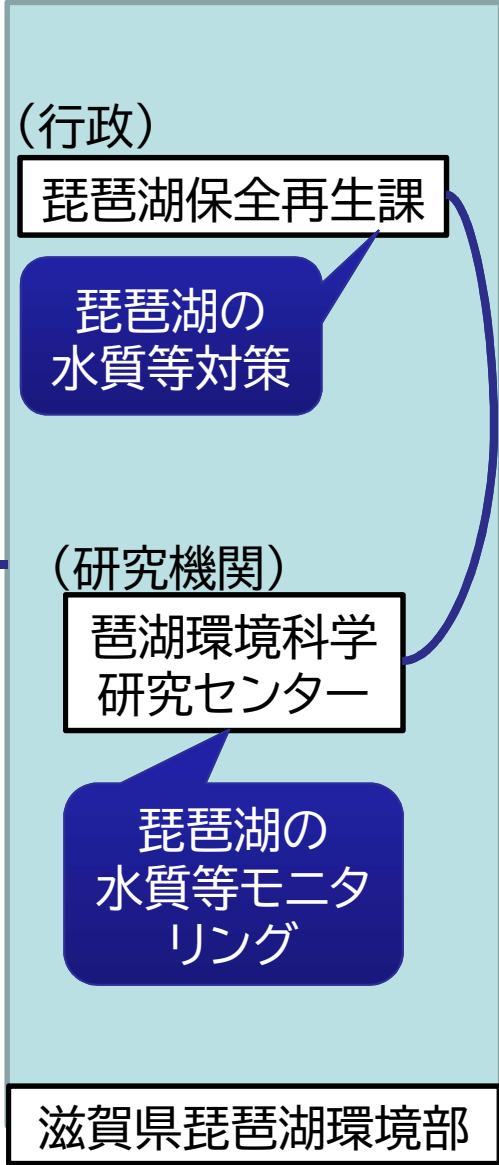 （行政）
琵琶湖保全再生課
琵琶湖の
水質等対策
（研究機関）
琶湖環境科学
研究センター
琵琶湖の
水質等モニタ
リング
滋賀県琵琶湖環境部